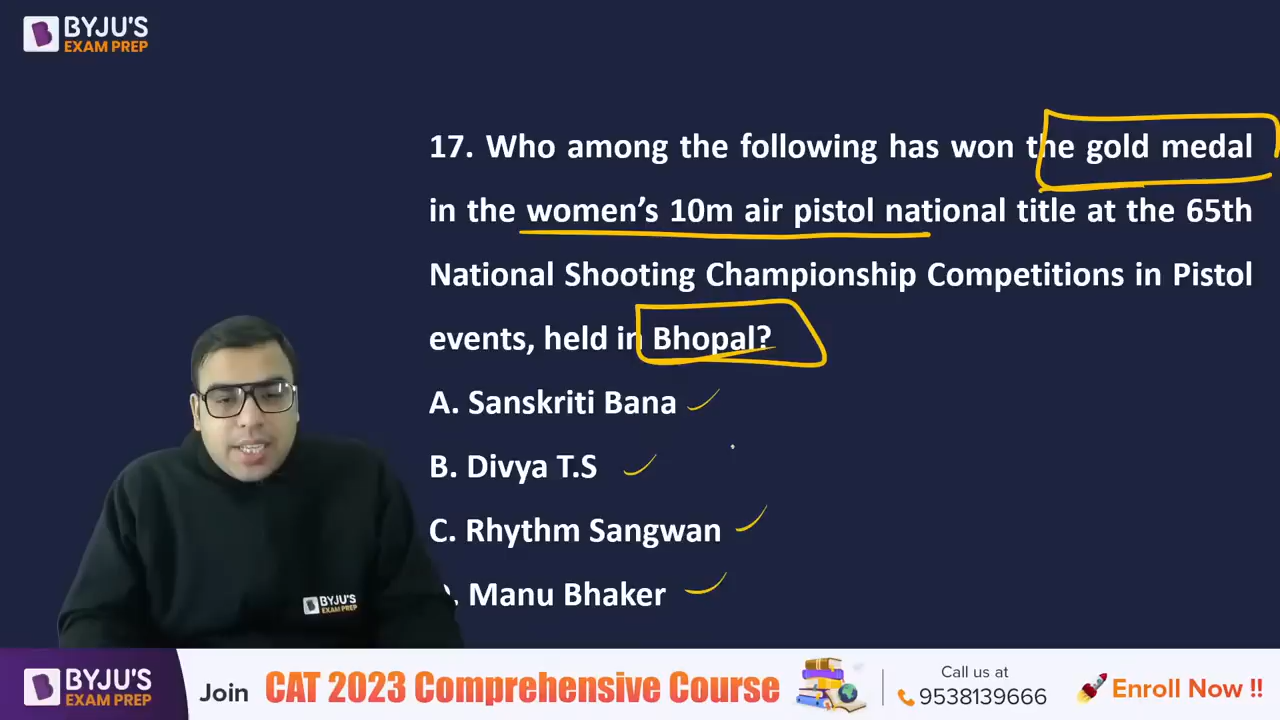 BYJU'S
EXAM PREP
17. Who among the following has won the gold medal
in the women's 10m air pistol national title at the 65th
National Shooting Championship Competitions in Pistol
events, held in Bhopal?
A. Sanskriti Bana
B. Divya T.S
C. Rhythm Sangwan
. Manu Bhaker
BYJU'S
EXAM PREP
BYJU'S
EXAM PREP
Join CAT 2023 Comprehensive Course
Call us at
9538139666
Enroll Now !!